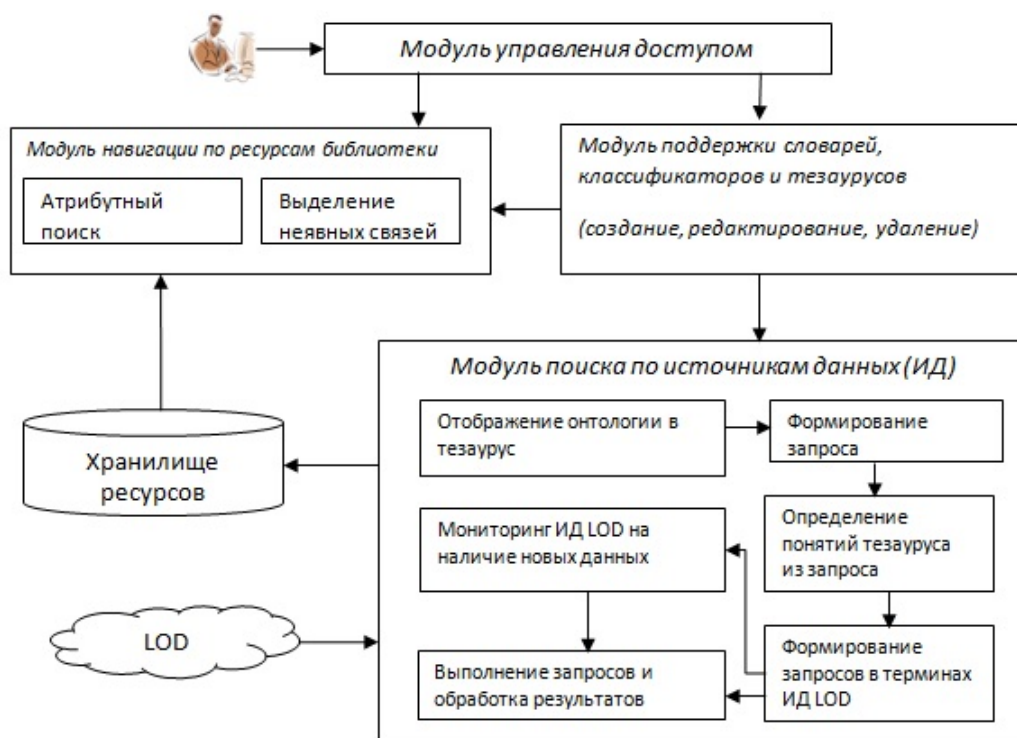 Модуль управления доступом
Модуль навигации по ресурсам библиотеки
Атрибутный
поиск
Выделение
неявных связей
Модуль поддержки словарей,
классификаторов и тезаурусов
(создание, редактирование, удаление)
Модуль поиска по источникам данных (ИД)
Отображение онтологии в
тезаурус
Формирование
запроса
Хранилище
ресурсов
Мониторинг ИД LOD на
наличие новых данных
Определение
понятий тезауруса
из запроса
LOD
Выполнение запросов и
обработка результатов
Формирование
запросов в терминах
ИД LOD